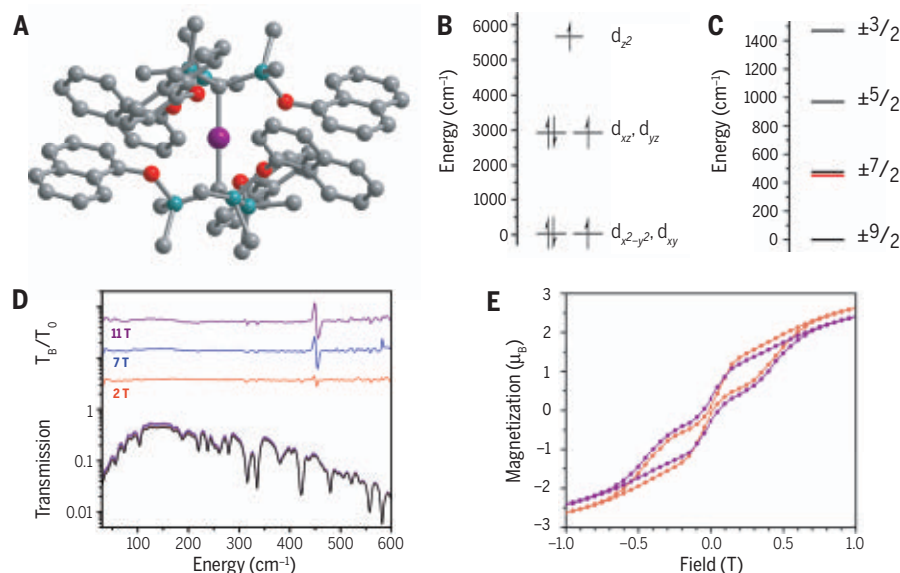 A
B
Energy (cm⁻¹)
6000
5000
4000
3000
2000
1000
0
d_z²
d_xz, d_yz
d_x²–y², d_xy
C
Energy (cm⁻¹)
1400
1200
1000
800
600
400
200
0
±3/2
±5/2
±7/2
±9/2
D
T_B/T_0
11 T
7 T
2 T
Transmission
1
0.1
0.01
100 200 300 400 500 600
Energy (cm⁻¹)
E
Magnetization (μ_B)
3
2
1
0
−1
−2
−3
−1.0 −0.5 0.0 0.5 1.0
Field (T)